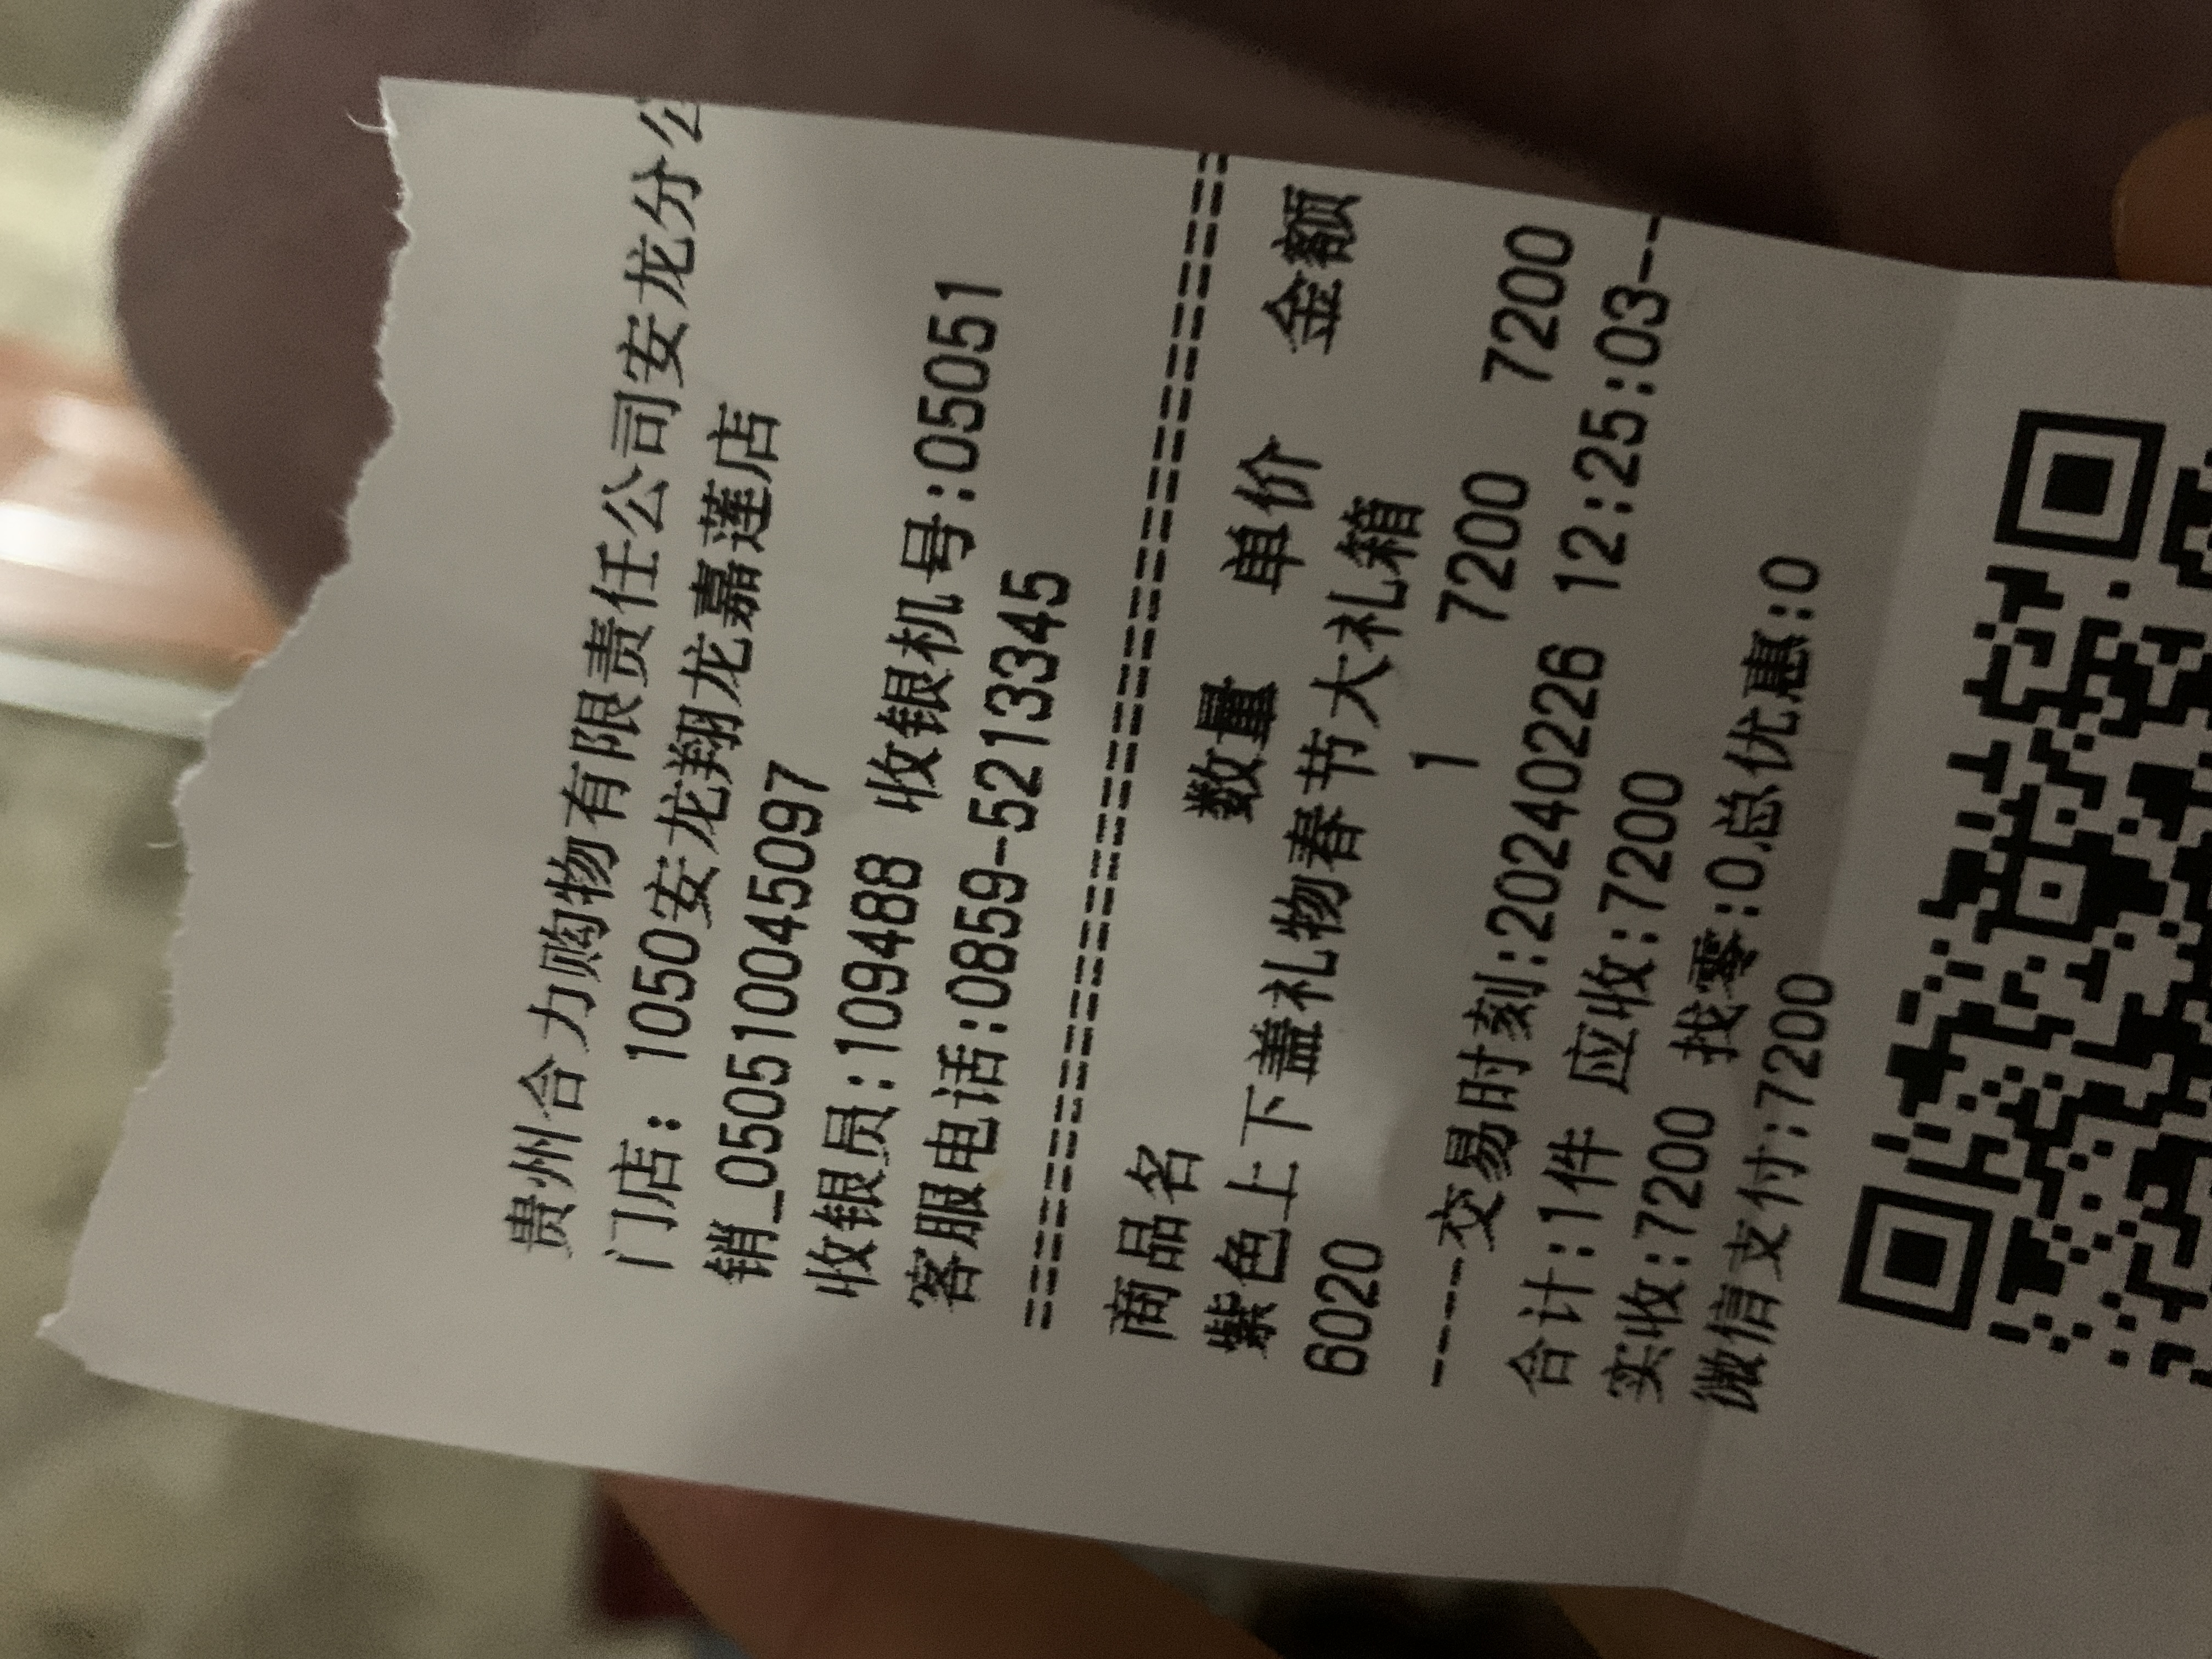 贵州合力购物有限责任公司安龙分公
门店: 1050安龙翔龙嘉莲店
销_050510045097
收银员:109488 收银机号:05051
客服电话:0859-5213345
==========================================
商品名 数量 单价 金额
紫色上下盖礼物春节大礼箱
6020 1 7200 7200
-----交易时刻:20240226 12:25:03--
合计:1件 应收:7200
实收:7200 找零:0总优惠:0
微信支付:7200